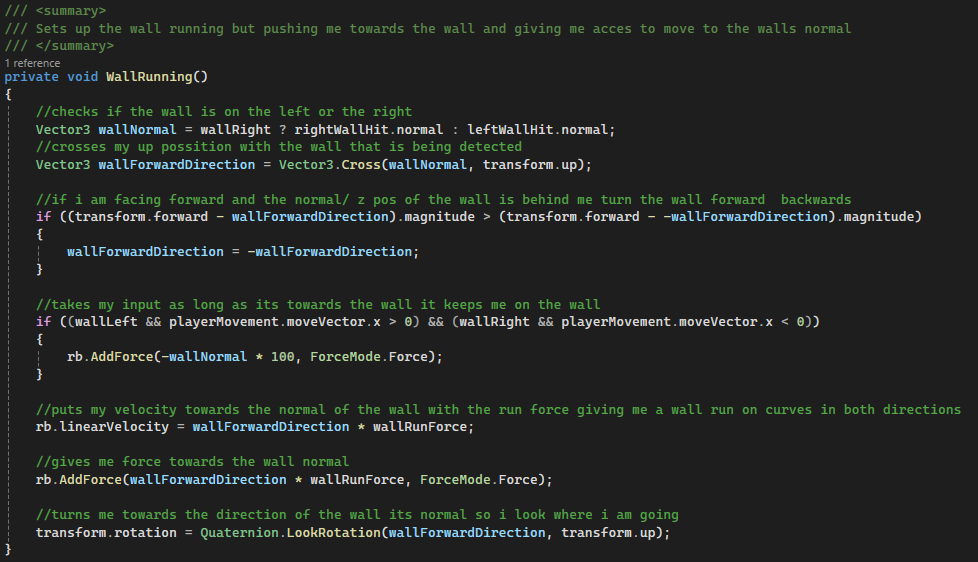 /// <summary>
/// Sets up the wall running but pushing me towards the wall and giving me acces to move to the walls normal
/// </summary>
1 reference
private void WallRunning()
{
//checks if the wall is on the left or the right
Vector3 wallNormal = wallRight ? rightWallHit.normal : leftWallHit.normal;
//crosses my up possition with the wall that is being detected
Vector3 wallForwardDirection = Vector3.Cross(wallNormal, transform.up);
//if i am facing forward and the normal/ z pos of the wall is behind me turn the wall forward  backwards
if ((transform.forward - wallForwardDirection).magnitude > (transform.forward - -wallForwardDirection).magnitude)
{
wallForwardDirection = -wallForwardDirection;
}
//takes my input as long as its towards the wall it keeps me on the wall
if ((wallLeft && playerMovement.moveVector.x > 0) && (wallRight && playerMovement.moveVector.x < 0))
{
rb.AddForce(-wallNormal * 100, ForceMode.Force);
}
//puts my velocity towards the normal of the wall with the run force giving me a wall run on curves in both directions
rb.linearVelocity = wallForwardDirection * wallRunForce;
//gives me force towards the wall normal
rb.AddForce(wallForwardDirection * wallRunForce, ForceMode.Force);
//turns me towards the direction of the wall its normal so i look where i am going
transform.rotation = Quaternion.LookRotation(wallForwardDirection, transform.up);
}